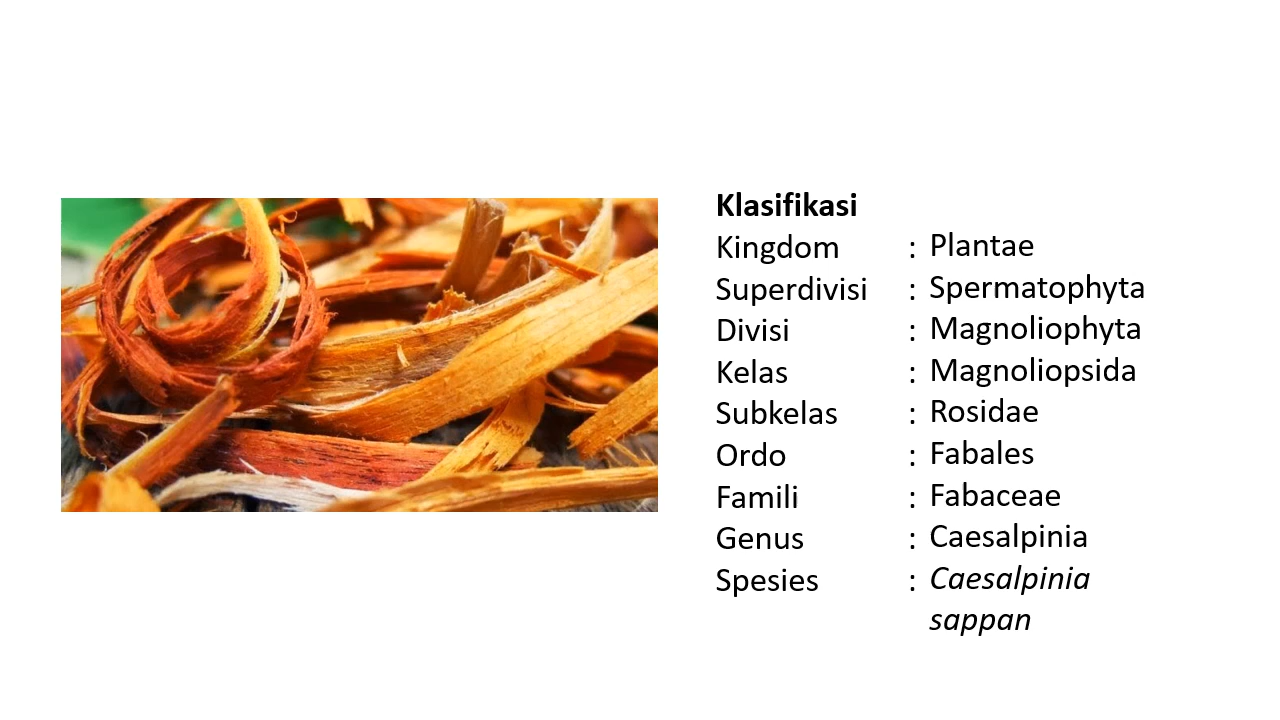 Klasifikasi
Kingdom : Plantae
Superdivisi : Spermatophyta
Divisi : Magnoliophyta
Kelas : Magnoliopsida
Subkelas : Rosidae
Ordo : Fabales
Famili : Fabaceae
Genus : Caesalpinia
Spesies : Caesalpinia
sappan